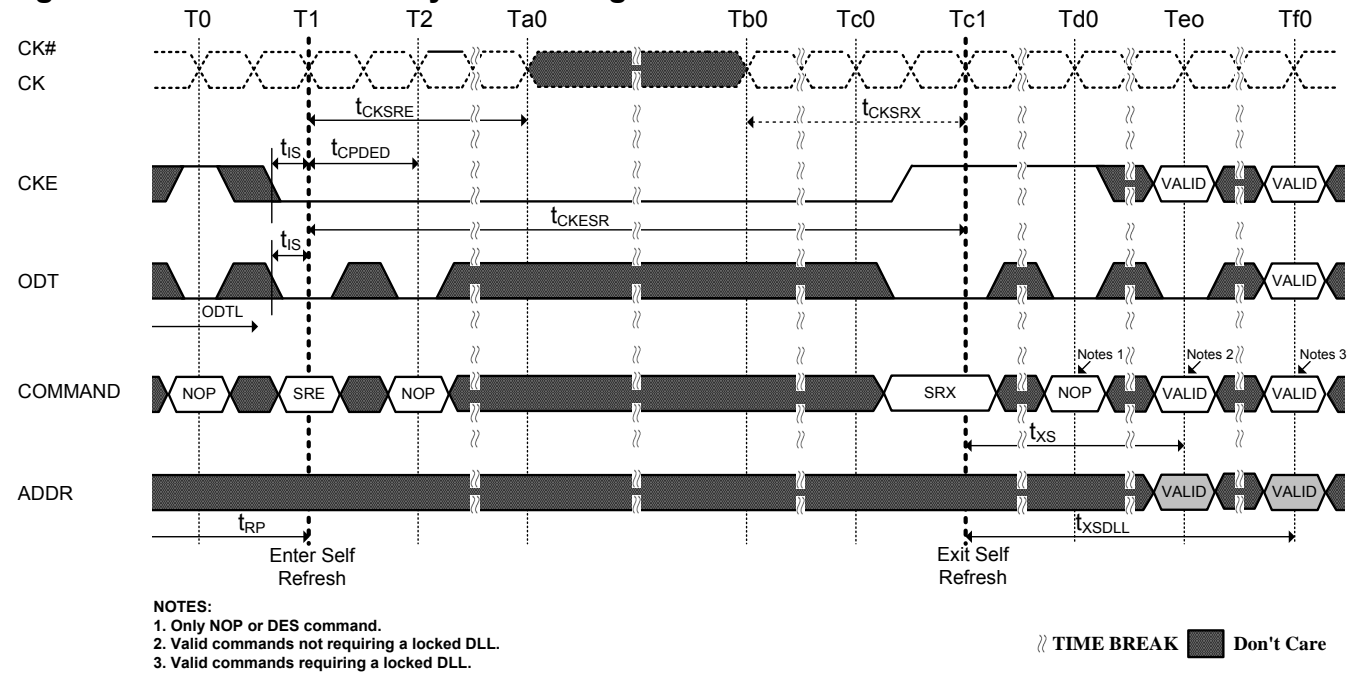 T0 T1 T2 Ta0 Tb0 Tc0 Tc1 Td0 Teo Tf0
CK#
CK
tCKSRE tCKSRX
tIS tCPDED
CKE VALID VALID
tCKESR
tIS
ODT VALID
ODTL
Notes 1 Notes 2 Notes 3
COMMAND NOP SRE NOP SRX NOP VALID VALID
tXS
ADDR VALID VALID
tRP tXSDLL
Enter Self Refresh
Exit Self Refresh
NOTES:
1. Only NOP or DES command.
2. Valid commands not requiring a locked DLL.
3. Valid commands requiring a locked DLL.
TIME BREAK Don't Care